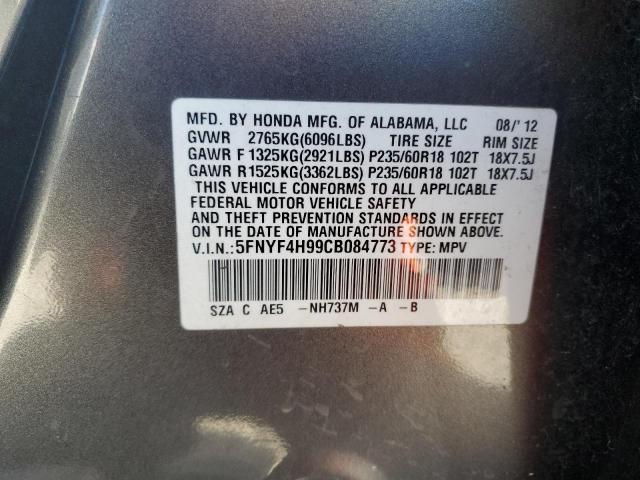 MFD. BY HONDA MFG. OF ALABAMA, LLC 08/'12
GVWR 2765KG(6096LBS) TIRE SIZE RIM SIZE
GAWR F 1325KG(2921LBS) P235/60R18 102T 18X7.5J
GAWR R1525KG(3362LBS) P235/60R18 102T 18X7.5J
THIS VEHICLE CONFORMS TO ALL APPLICABLE
FEDERAL MOTOR VEHICLE SAFETY
AND THEFT PREVENTION STANDARDS IN EFFECT
ON THE DATE OF MANUFACTURE SHOWN ABOVE.
V.I.N.: 5FNYF4H99CB084773 TYPE: MPV
SZA C AE5 -NH737M -A -B